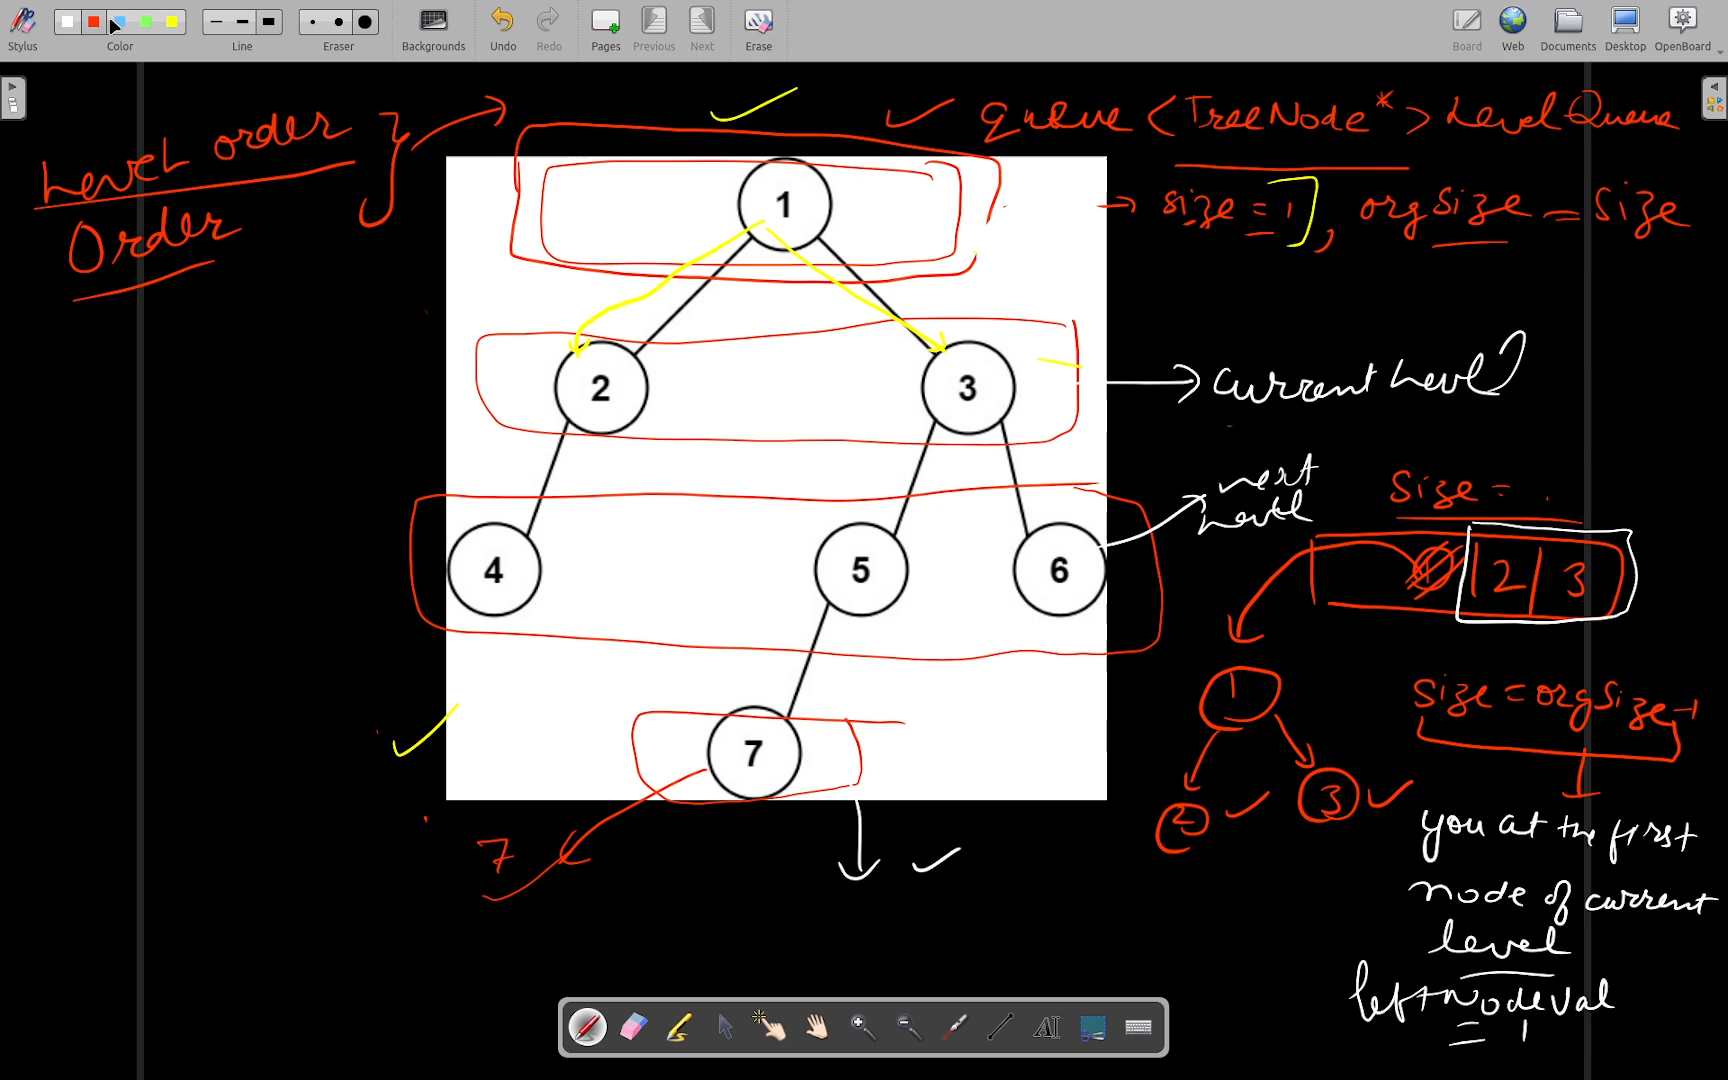 Stylus
Color
Line
Eraser
Backgrounds
Undo
Redo
Pages
Previous
Next
Erase
Board
Web
Documents
Desktop
OpenBoard
Level order
Order
queue <TreeNode*> LevelQueue
size = 1, orgsize = size
1
2
3
current Level
next
Level
4
5
6
size =
1 2 3
7
7
1
2
3
size = orgsize-1
you at the first
node of current
level
leftNodeVal
= 1
AI